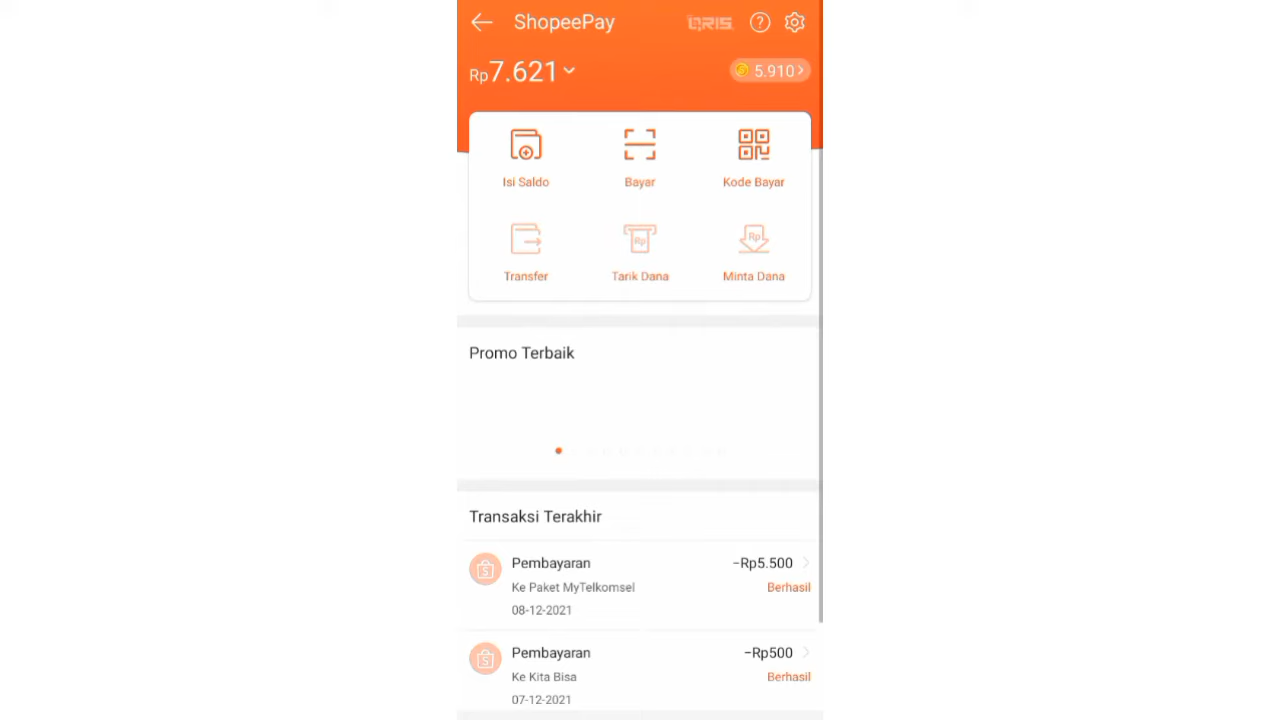 ShopeePay
QRIS
Rp7.621
5.910
Isi Saldo
Bayar
Kode Bayar
Rp
Rp
Transfer
Tarik Dana
Minta Dana
Promo Terbaik
Transaksi Terakhir
Pembayaran
−Rp5.500
Ke Paket MyTelkomsel
Berhasil
08-12-2021
Pembayaran
−Rp500
Ke Kita Bisa
Berhasil
07-12-2021